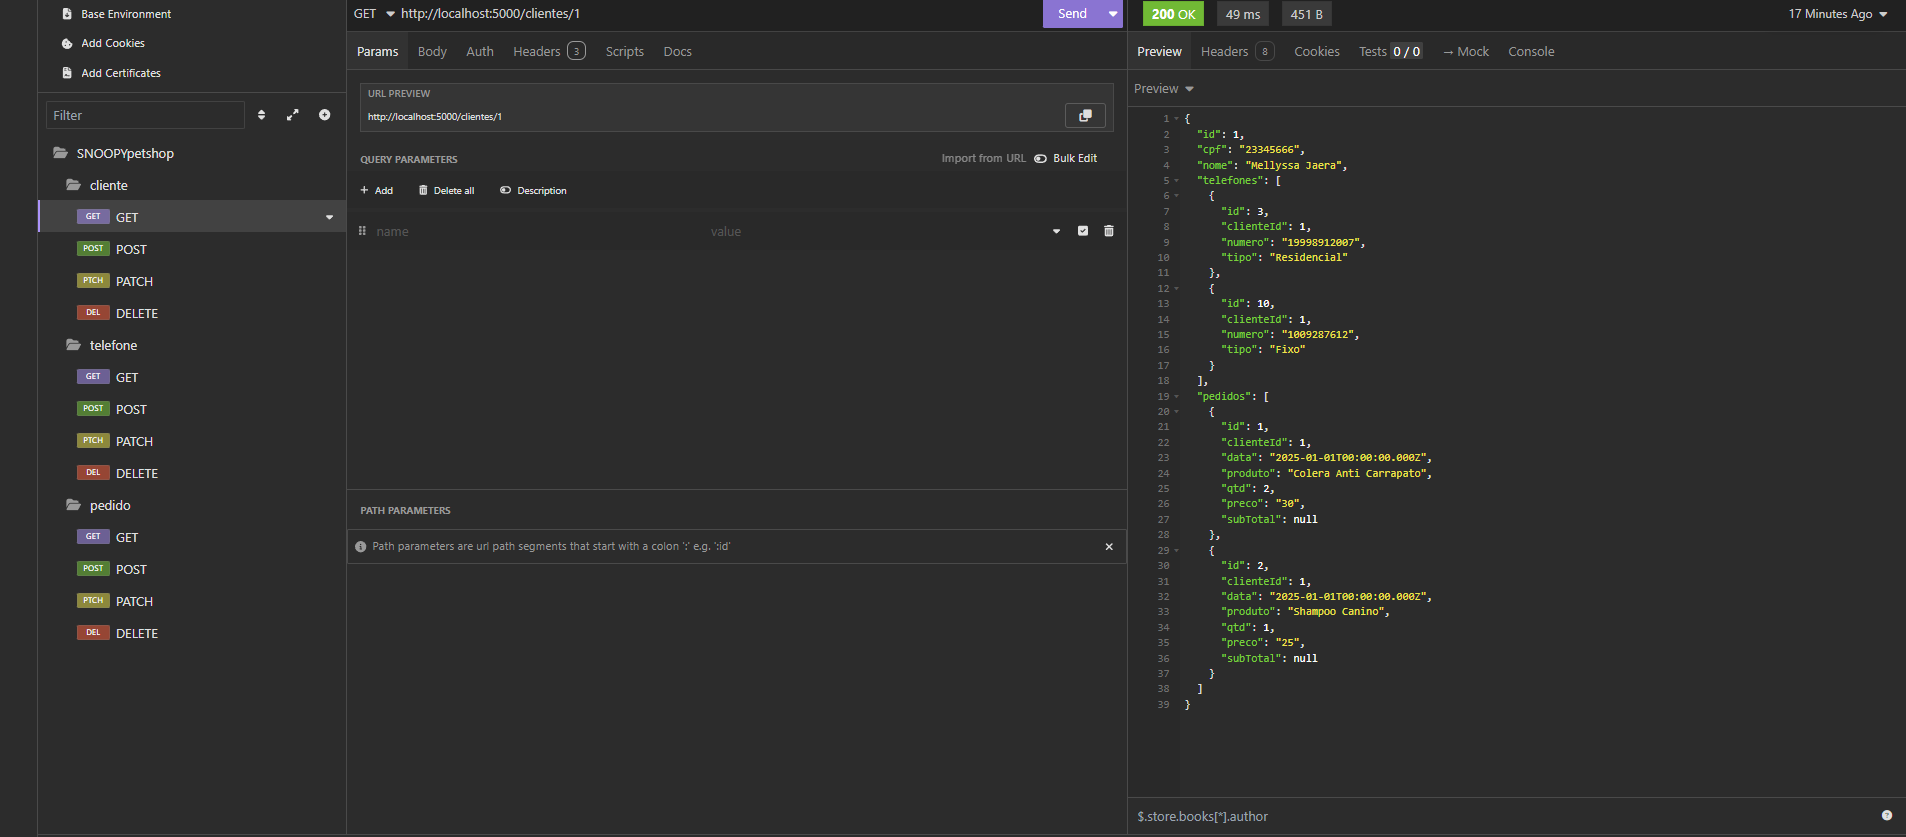 Base Environment
Add Cookies
Add Certificates
Filter
SNOOPYpetshop
cliente
GET GET
POST POST
PTCH PATCH
DEL DELETE
telefone
GET GET
POST POST
PTCH PATCH
DEL DELETE
pedido
GET GET
POST POST
PTCH PATCH
DEL DELETE
GET http://localhost:5000/clientes/1 Send
Params Body Auth Headers 3 Scripts Docs
URL PREVIEW
http://localhost:5000/clientes/1
QUERY PARAMETERS Import from URL Bulk Edit
+ Add Delete all Description
name value
PATH PARAMETERS
Path parameters are url path segments that start with a colon ':' e.g. ':id'
200 OK 49 ms 451 B 17 Minutes Ago
Preview Headers 8 Cookies Tests 0 / 0 → Mock Console
Preview
1 {
2 "id": 1,
3 "cpf": "23345666",
4 "nome": "Mellyssa Jaera",
5 "telefones": [
6 {
7 "id": 3,
8 "clienteId": 1,
9 "numero": "19998912007",
10 "tipo": "Residencial"
11 },
12 {
13 "id": 10,
14 "clienteId": 1,
15 "numero": "1009287612",
16 "tipo": "Fixo"
17 }
18 ],
19 "pedidos": [
20 {
21 "id": 1,
22 "clienteId": 1,
23 "data": "2025-01-01T00:00:00.000Z",
24 "produto": "Colera Anti Carrapato",
25 "qtd": 2,
26 "preco": "30",
27 "subTotal": null
28 },
29 {
30 "id": 2,
31 "clienteId": 1,
32 "data": "2025-01-01T00:00:00.000Z",
33 "produto": "Shampoo Canino",
34 "qtd": 1,
35 "preco": "25",
36 "subTotal": null
37 }
38 ]
39 }
$.store.books[*].author